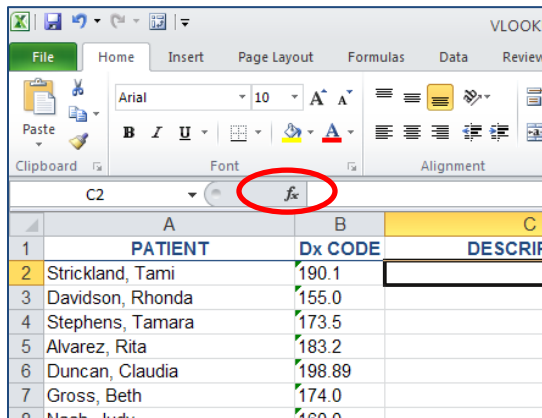 VLOOK
File Home Insert Page Layout Formulas Data Review
Arial 10 A A
Paste B I U A
Clipboard Font Alignment
C2 fx
A B C
1 PATIENT Dx CODE DESCRIP
2 Strickland, Tami 190.1
3 Davidson, Rhonda 155.0
4 Stephens, Tamara 173.5
5 Alvarez, Rita 183.2
6 Duncan, Claudia 198.89
7 Gross, Beth 174.0